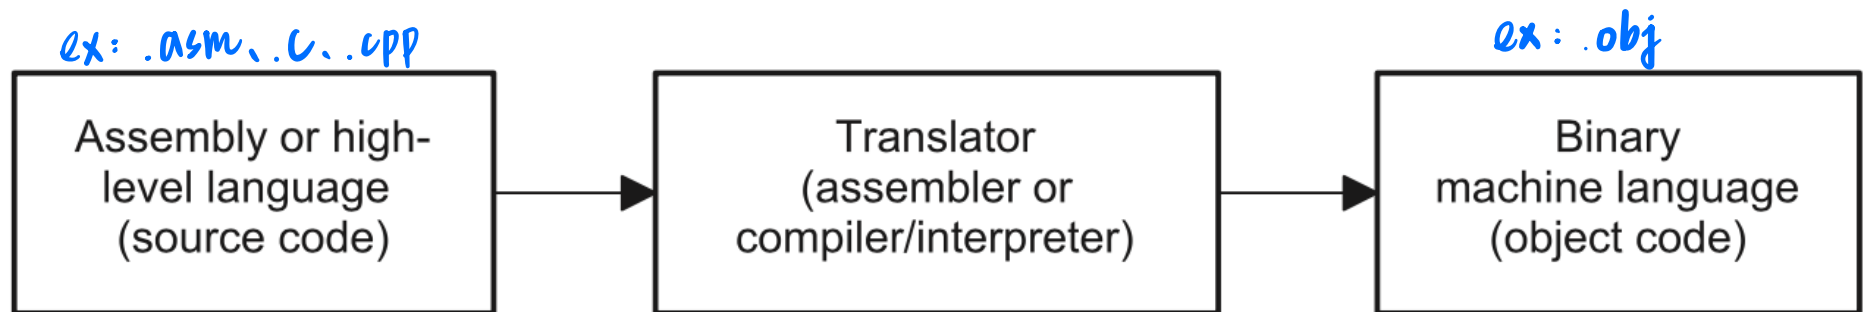 ex: .asm、.c、.cpp
ex: .obj
Assembly or high-
level language
(source code)
Translator
(assembler or
compiler/interpreter)
Binary
machine language
(object code)